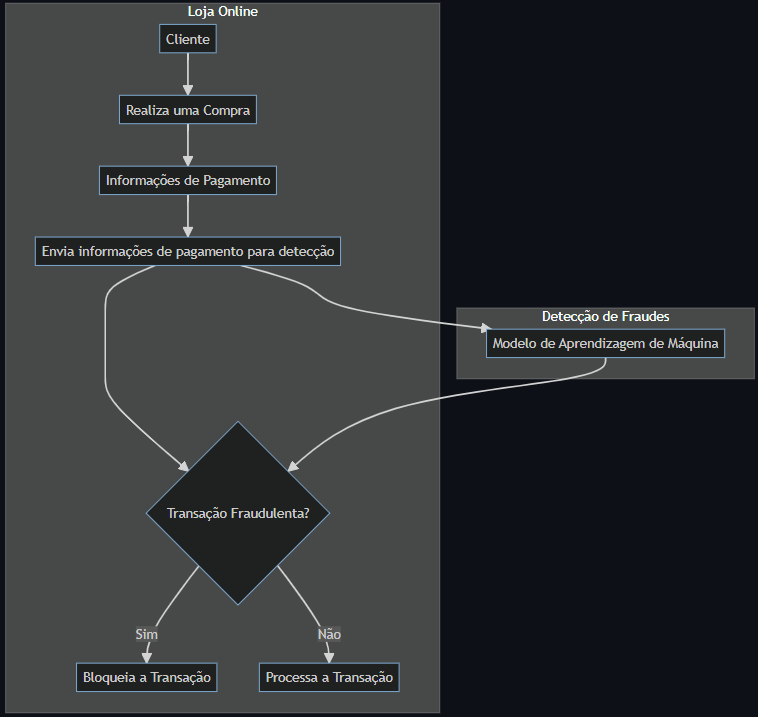 Loja Online
Cliente
Realiza uma Compra
Informações de Pagamento
Envia informações de pagamento para detecção
Detecção de Fraudes
Modelo de Aprendizagem de Máquina
Transação Fraudulenta?
Sim
Não
Bloqueia a Transação
Processa a Transação